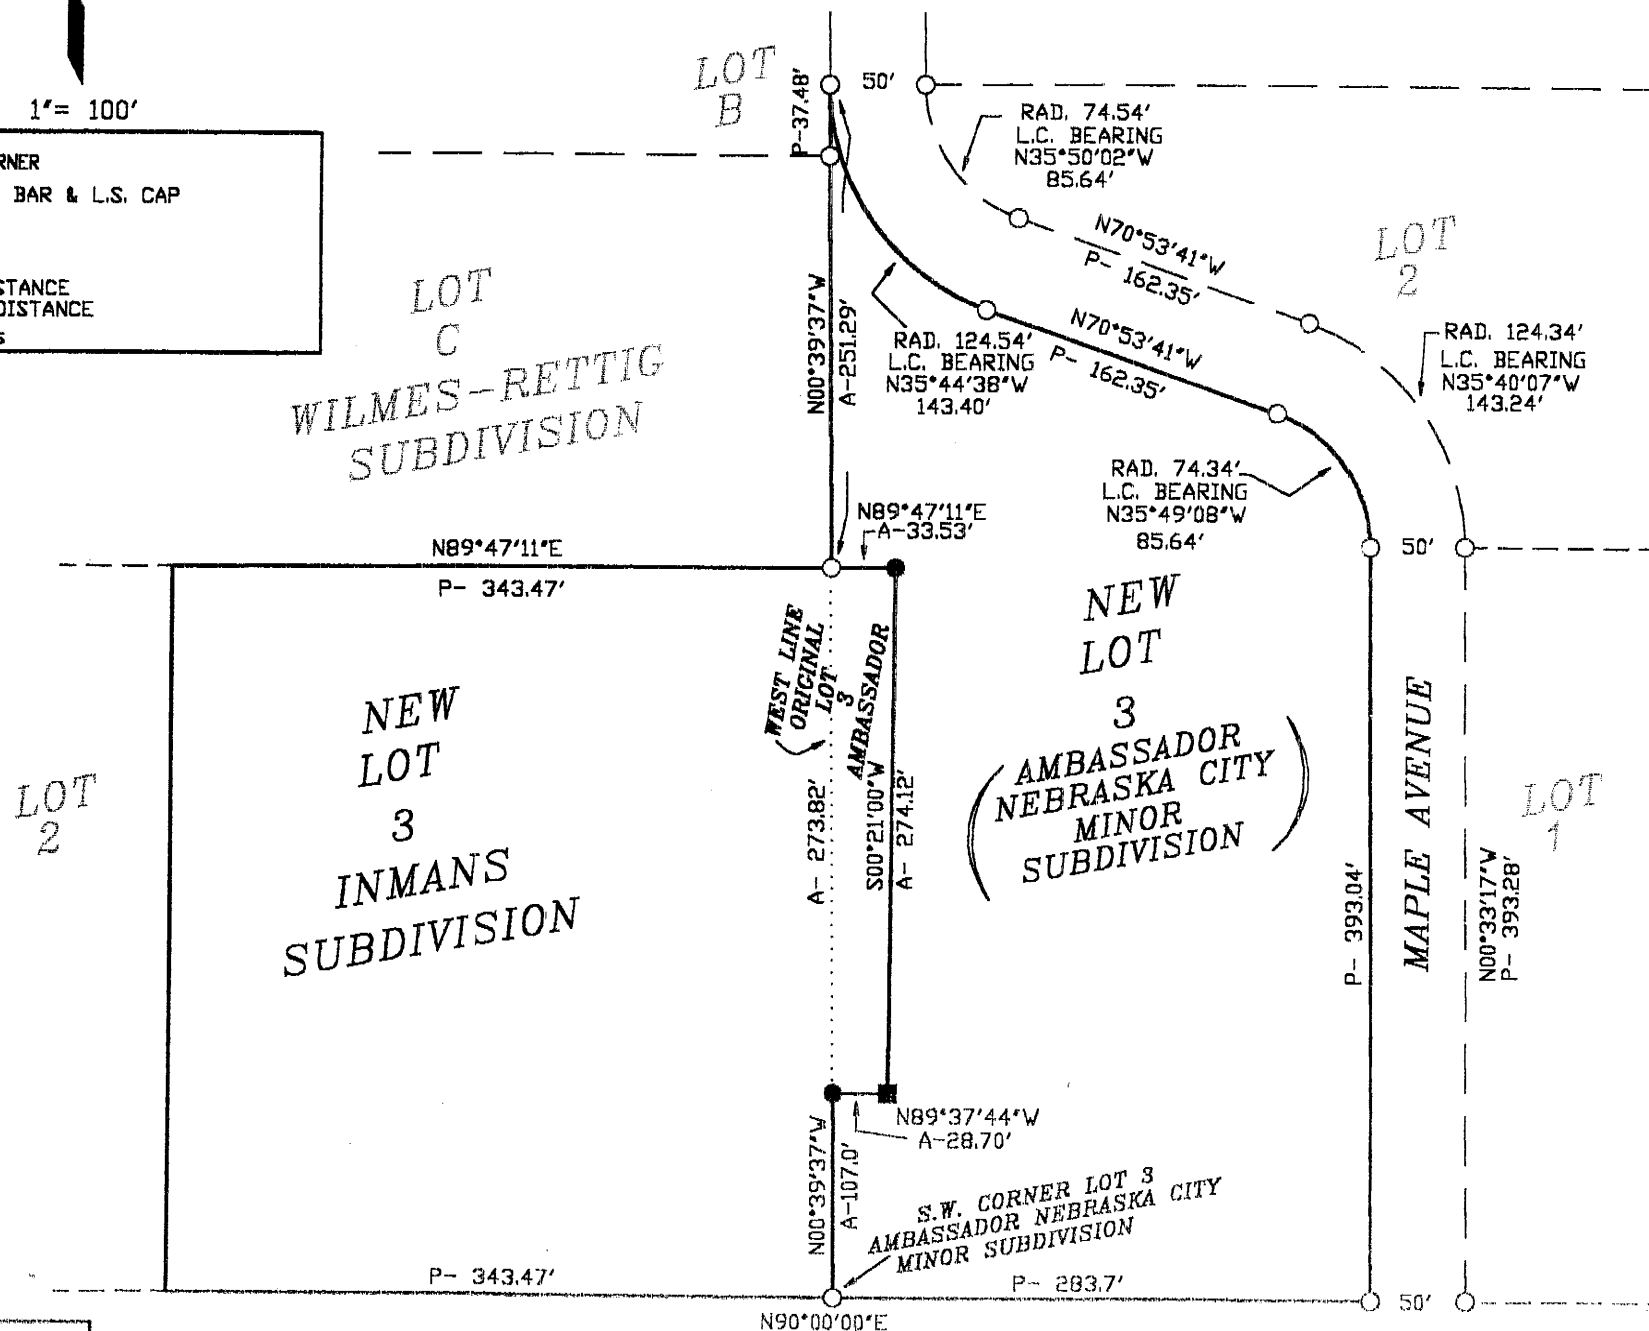 1"= 100'
RNER
BAR & L.S. CAP
STANCE
DISTANCE
S
LOT
B
P-37.48'
50'
RAD. 74.54'
L.C. BEARING
N35°50'02"W
85.64'
N70°53'41"W
P- 162.35'
LOT
2
LOT
C
WILMES-RETTIG
SUBDIVISION
N00°39'37"W
A-251.29'
RAD. 124.54'
L.C. BEARING
N35°44'38"W
143.40'
N70°53'41"W
P- 162.35'
RAD. 124.34'
L.C. BEARING
N35°40'07"W
143.24'
RAD. 74.34'
L.C. BEARING
N35°49'08"W
85.64'
N89°47'11"E
A-33.53'
50'
N89°47'11"E
P- 343.47'
WEST LINE
ORIGINAL
LOT
3
AMBASSADOR
NEW
LOT
3
(AMBASSADOR
NEBRASKA CITY
MINOR
SUBDIVISION)
NEW
LOT
3
INMANS
SUBDIVISION
LOT
2
A- 273.82'
S00°21'00"W
A- 274.12'
P- 393.04'
MAPLE AVENUE
N00°33'17"W
P- 393.28'
LOT
1
N89°37'44"W
A-28.70'
N00°39'37"W
A-107.0'
S.W. CORNER LOT 3
AMBASSADOR NEBRASKA CITY
MINOR SUBDIVISION
P- 343.47'
P- 283.7'
50'
N90°00'00"E